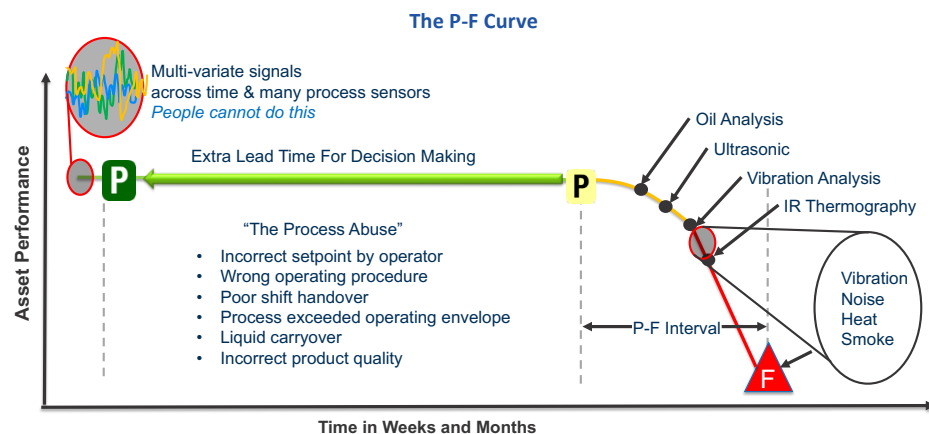 The P-F Curve
Multi-variate signals
across time & many process sensors
People cannot do this
Asset Performance
P
Extra Lead Time For Decision Making
P
Oil Analysis
Ultrasonic
Vibration Analysis
IR Thermography
“The Process Abuse”
• Incorrect setpoint by operator
• Wrong operating procedure
• Poor shift handover
• Process exceeded operating envelope
• Liquid carryover
• Incorrect product quality
P-F Interval
Vibration
Noise
Heat
Smoke
F
Time in Weeks and Months